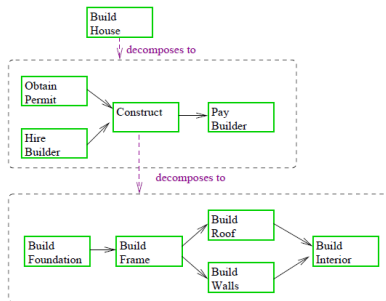 Build
House
decomposes to
Obtain
Permit
Construct
Pay
Builder
Hire
Builder
decomposes to
Build
Roof
Build
Foundation
Build
Frame
Build
Interior
Build
Walls